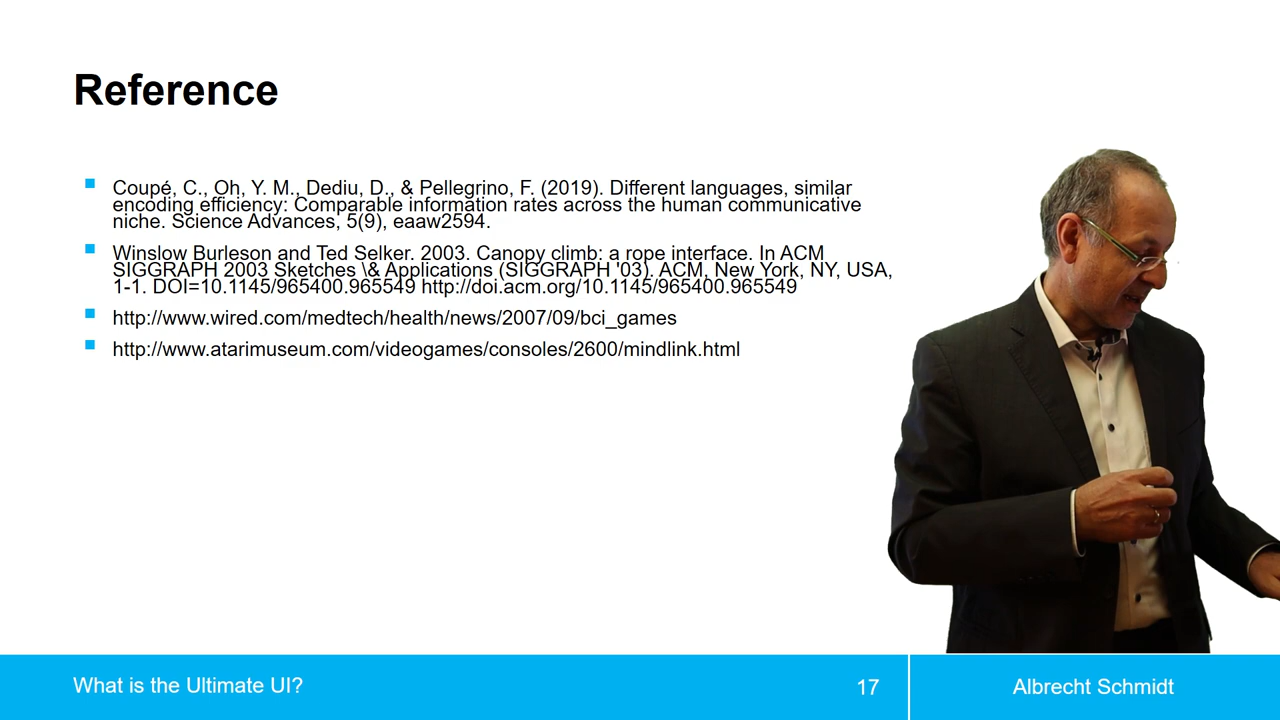 Reference
Coupé, C., Oh, Y. M., Dediu, D., & Pellegrino, F. (2019). Different languages, similar
encoding efficiency: Comparable information rates across the human communicative
niche. Science Advances, 5(9), eaaw2594.
Winslow Burleson and Ted Selker. 2003. Canopy climb: a rope interface. In ACM
SIGGRAPH 2003 Sketches \& Applications (SIGGRAPH '03). ACM, New York, NY, USA,
1-1. DOI=10.1145/965400.965549 http://doi.acm.org/10.1145/965400.965549
http://www.wired.com/medtech/health/news/2007/09/bci_games
http://www.atarimuseum.com/videogames/consoles/2600/mindlink.html
What is the Ultimate UI?
17
Albrecht Schmidt